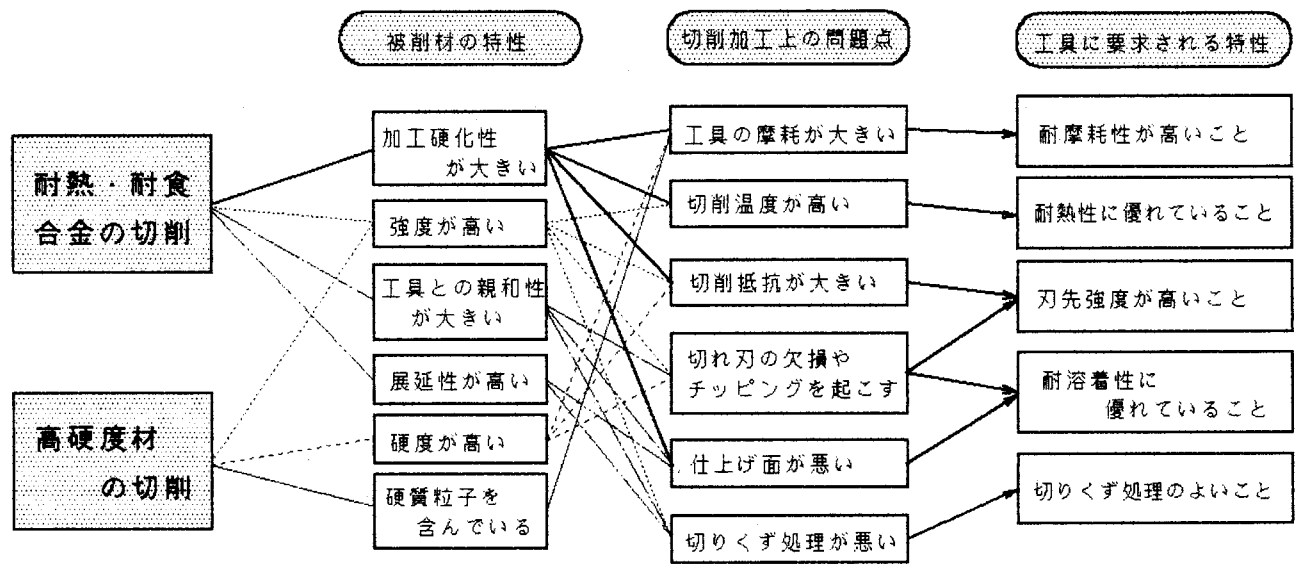 被削材の特性
切削加工上の問題点
工具に要求される特性
耐熱・耐食
合金の切削
高硬度材
の切削
加工硬化性
が大きい
強度が高い
工具との親和性
が大きい
展延性が高い
硬度が高い
硬質粒子を
含んでいる
工具の摩耗が大きい
切削温度が高い
切削抵抗が大きい
切れ刃の欠損や
チッピングを起こす
仕上げ面が悪い
切りくず処理が悪い
耐摩耗性が高いこと
耐熱性に優れていること
刃先強度が高いこと
耐溶着性に
優れていること
切りくず処理のよいこと